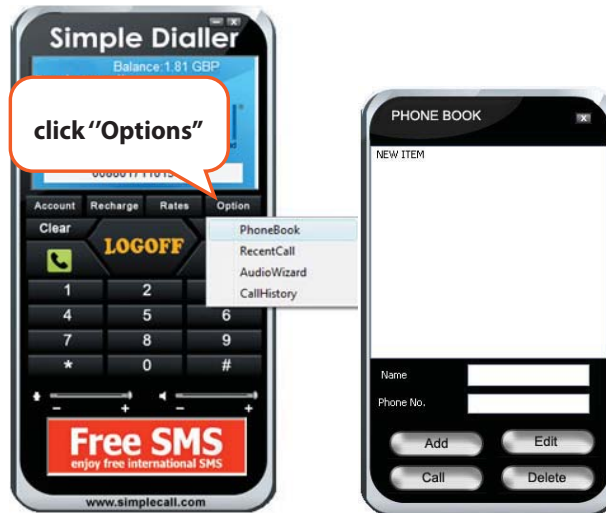 Simple Dialler
Balance:1.81 GBP
click "Options"
Account Recharge Rates Option
Clear
LOGOFF
PhoneBook
RecentCall
AudioWizard
CallHistory
1 2
4 5 6
7 8 9
* 0 #
- + - +
Free SMS
enjoy free international SMS
www.simplecall.com
PHONE BOOK
x
NEW ITEM
Name
Phone No.
Add Edit
Call Delete